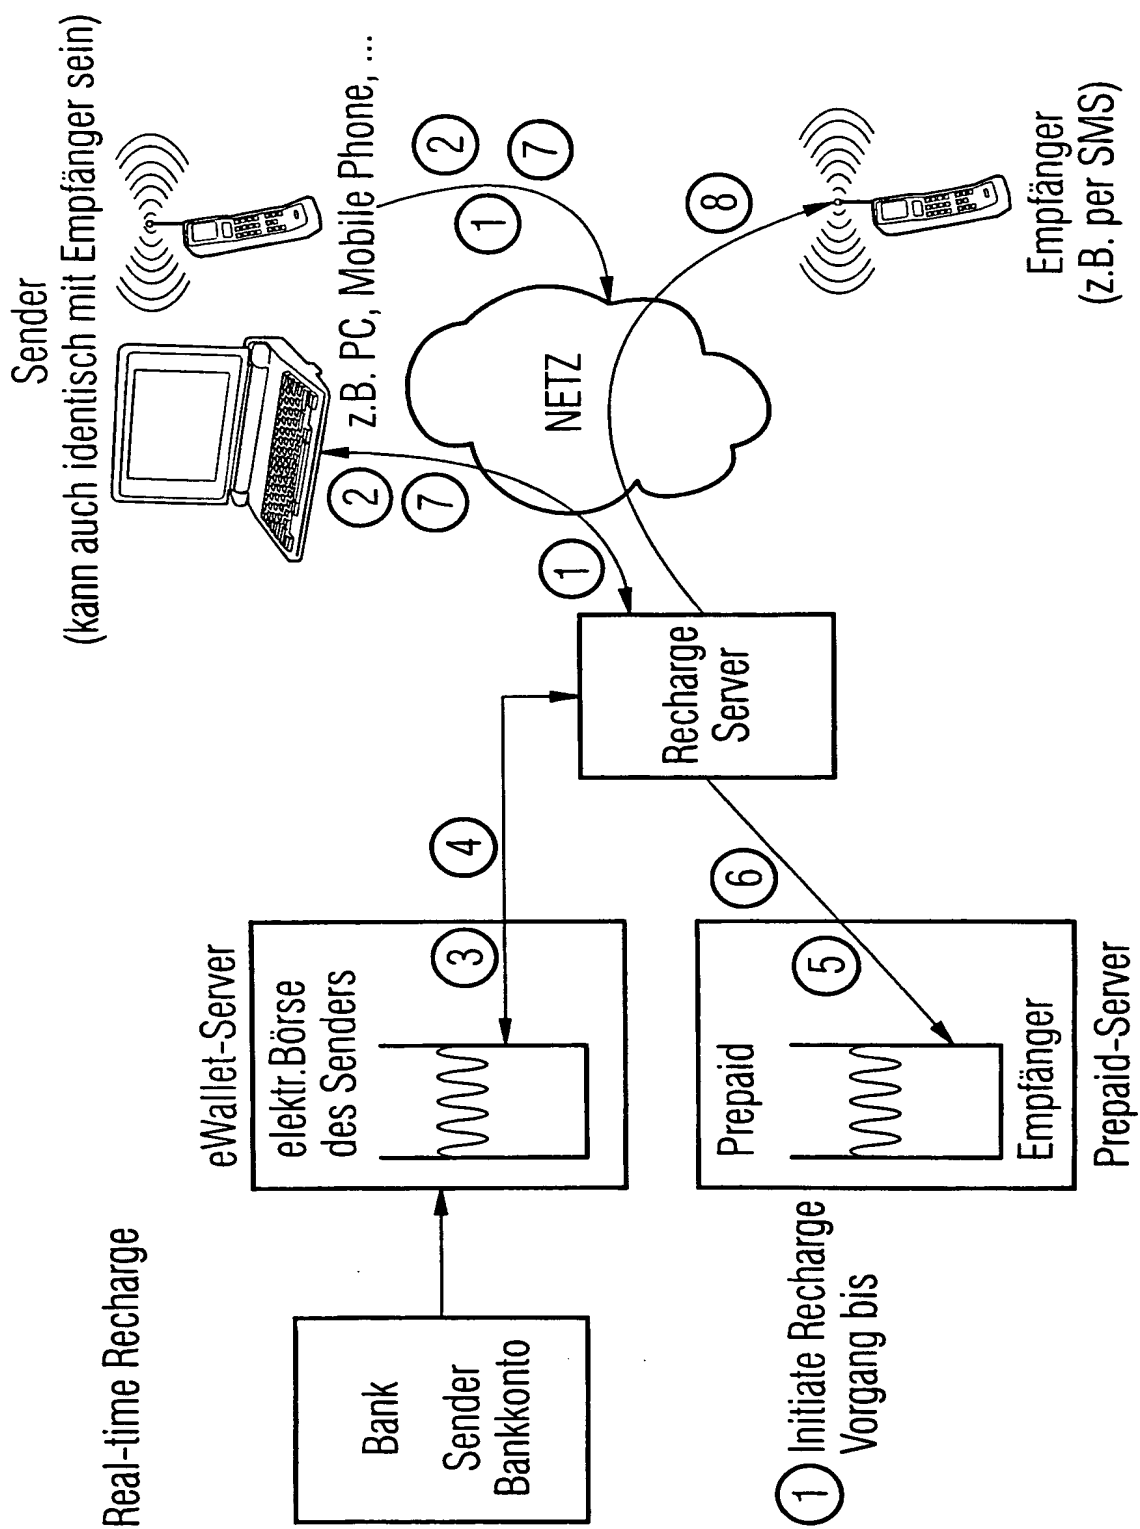 Real-time Recharge
Sender
(kann auch identisch mit Empfänger sein)
z.B. PC, Mobile Phone, ...
2
7
1
2
7
1
NETZ
8
Empfänger
(z.B. per SMS)
Recharge
Server
4
3
6
5
eWallet-Server
elektr.Börse
des Senders
Bank
Sender
Bankkonto
Prepaid
Empfänger
Prepaid-Server
1 Initiate Recharge
Vorgang bis